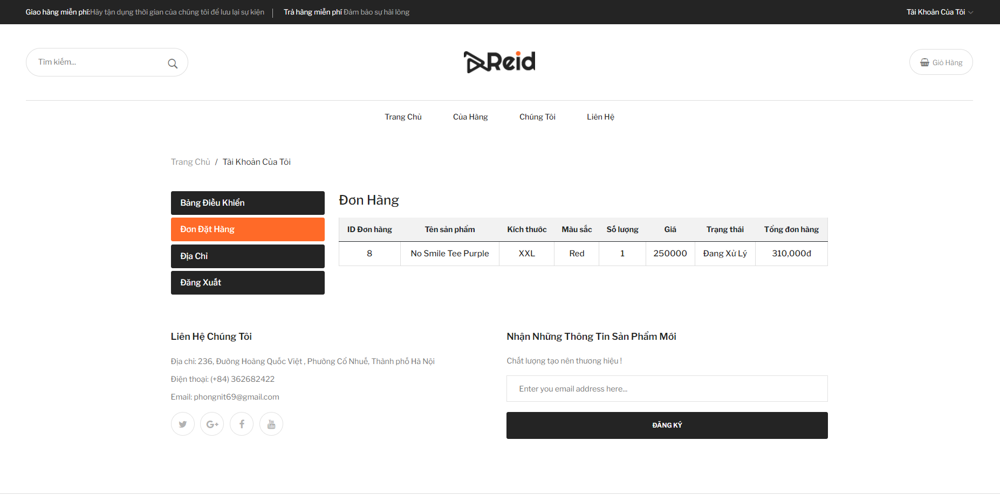 Giao hàng miễn phí:Hãy tận dụng thời gian của chúng tôi để lưu lại sự kiện | Trả hàng miễn phí Đảm bảo sự hài lòng
Tài Khoản Của Tôi
Tìm kiếm...
Reid
Giỏ Hàng
Trang Chủ Của Hàng Chúng Tôi Liên Hệ
Trang Chủ / Tài Khoản Của Tôi
Bảng Điều Khiển
Đơn Đặt Hàng
Địa Chỉ
Đăng Xuất
Đơn Hàng
ID Đơn hàng Tên sản phẩm Kích thước Màu sắc Số lượng Giá Trạng thái Tổng đơn hàng
8 No Smile Tee Purple XXL Red 1 250000 Đang Xử Lý 310,000đ
Liên Hệ Chúng Tôi
Địa chỉ: 236, Đường Hoàng Quốc Việt , Phường Cổ Nhuế, Thành phố Hà Nội
Điện thoại: (+84) 362682422
Email: phongnit69@gmail.com
Nhận Những Thông Tin Sản Phẩm Mới
Chất lượng tạo nên thương hiệu !
Enter you email address here...
ĐĂNG KÝ